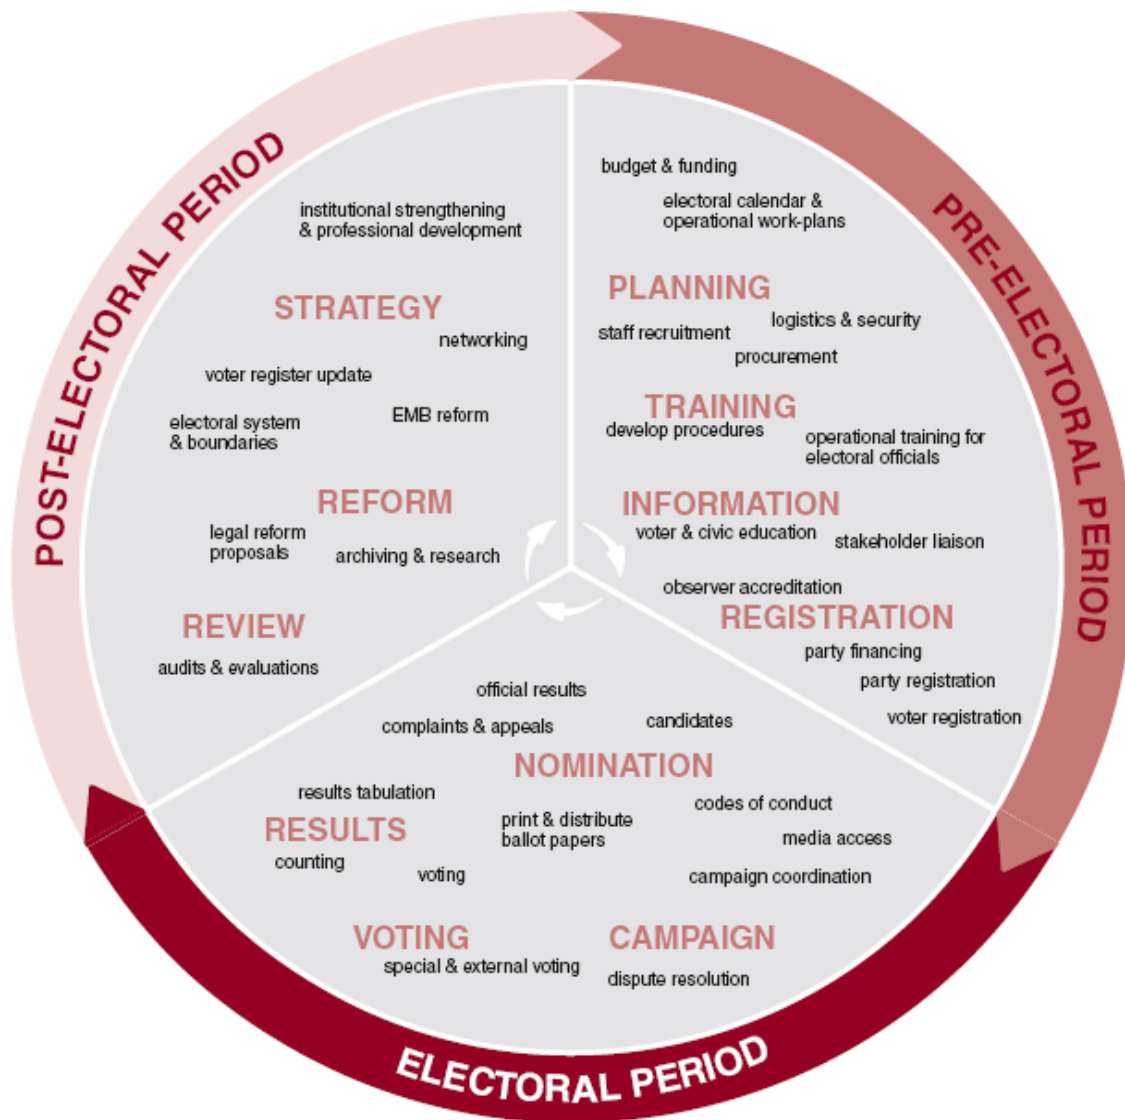 PRE-ELECTORAL PERIOD
budget & funding
electoral calendar &
operational work-plans
PLANNING
logistics & security
staff recruitment
procurement
TRAINING
develop procedures
operational training for
electoral officials
INFORMATION
voter & civic education
stakeholder liaison
observer accreditation
REGISTRATION
party financing
party registration
voter registration
ELECTORAL PERIOD
official results
candidates
complaints & appeals
NOMINATION
results tabulation
codes of conduct
print & distribute
ballot papers
RESULTS
media access
counting
voting
campaign coordination
VOTING
CAMPAIGN
special & external voting
dispute resolution
POST-ELECTORAL PERIOD
institutional strengthening
& professional development
STRATEGY
networking
voter register update
EMB reform
electoral system
& boundaries
REFORM
legal reform
proposals
archiving & research
REVIEW
audits & evaluations